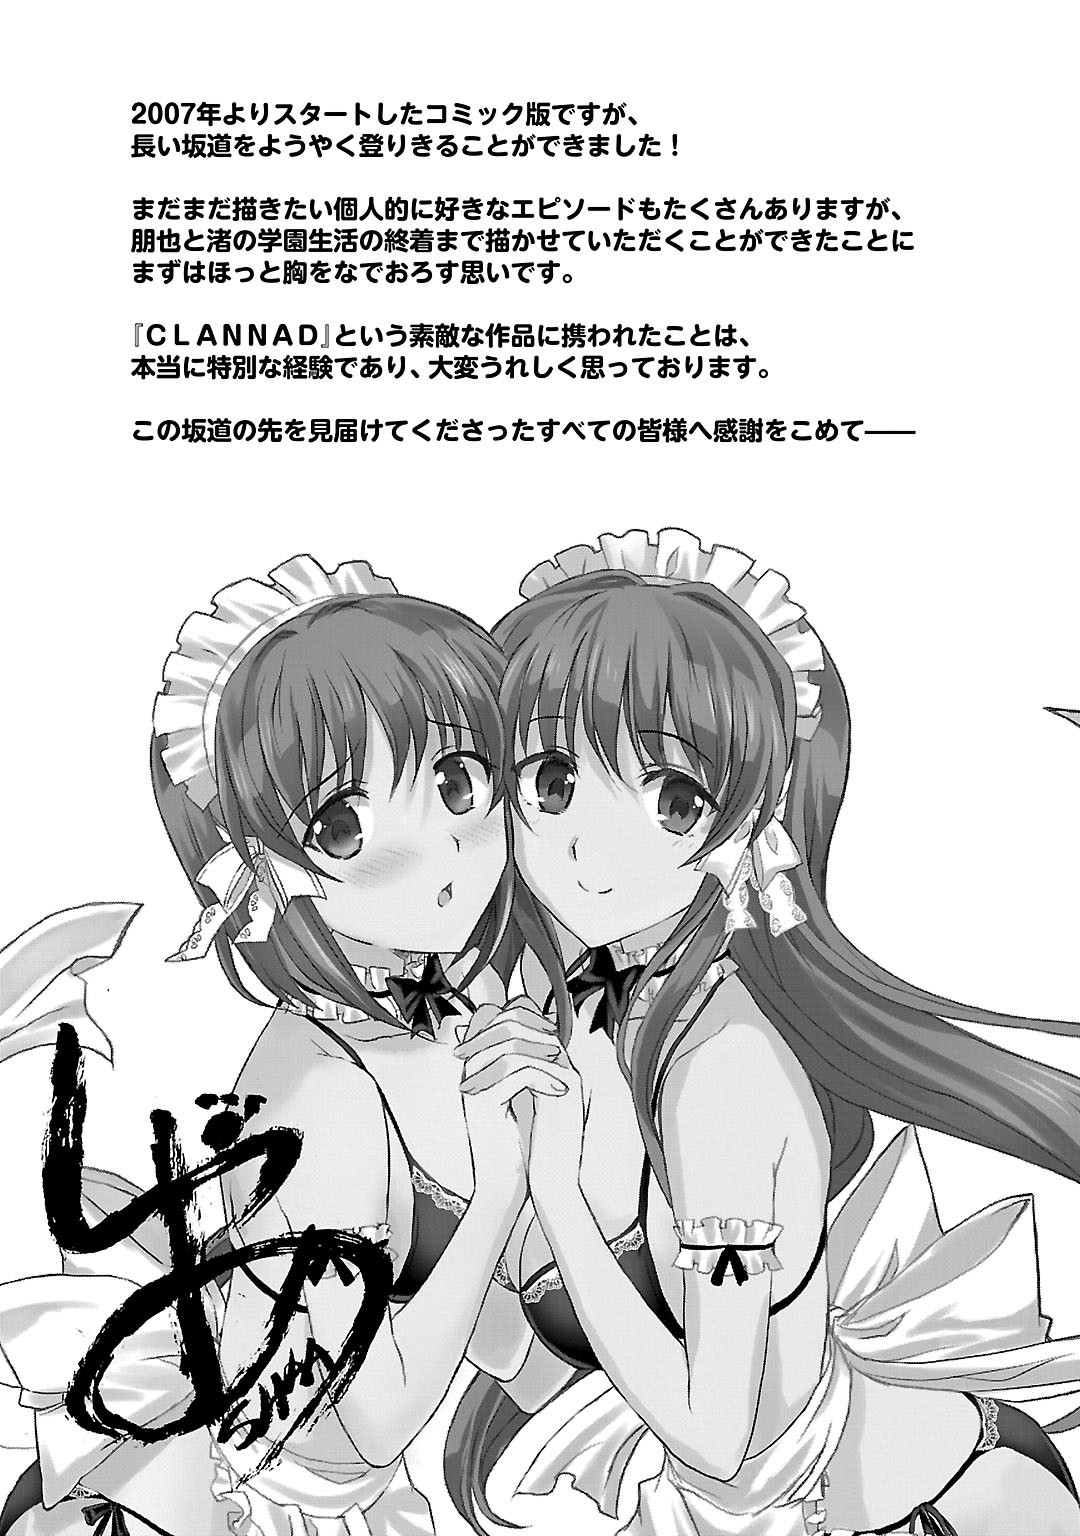 2007年よりスタートしたコミック版ですが、
長い坂道をようやく登りきることができました！
まだまだ描きたい個人的に好きなエピソードもたくさんありますが、
朋也と渚の学園生活の終着まで描かせていただくことができたことに
まずはほっと胸をなでおろす思いです。
『ＣＬＡＮＮＡＤ』という素敵な作品に携われたことは、
本当に特別な経験であり、大変うれしく思っております。
この坂道の先を見届けてくださったすべての皆様へ感謝をこめて――